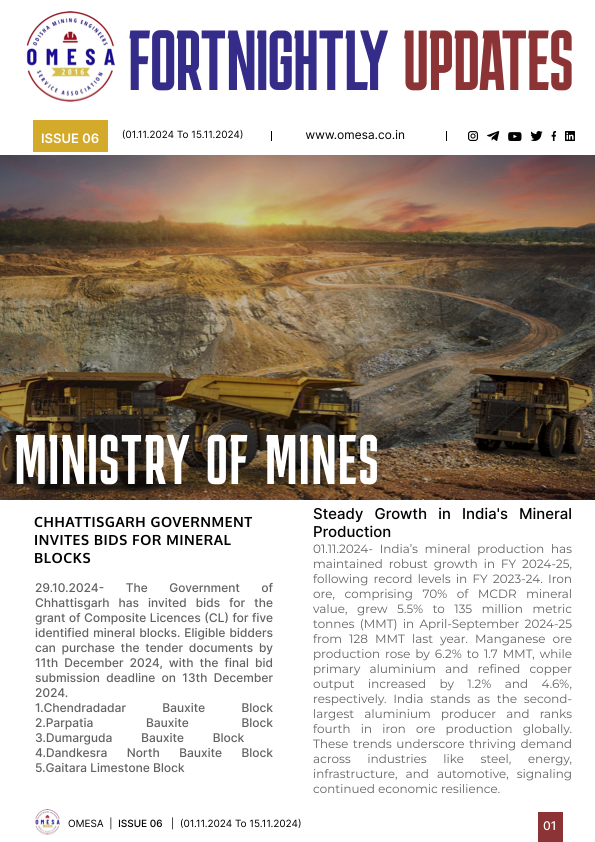 ODISHA MINING ENGINEERS
OMESA
2016
SERVICE ASSOCIATION
FORTNIGHTLY UPDATES
ISSUE 06
(01.11.2024 To 15.11.2024)
|
www.omesa.co.in
|
MINISTRY OF MINES
CHHATTISGARH GOVERNMENT
INVITES BIDS FOR MINERAL
BLOCKS
29.10.2024- The Government of
Chhattisgarh has invited bids for the
grant of Composite Licences (CL) for five
identified mineral blocks. Eligible bidders
can purchase the tender documents by
11th December 2024, with the final bid
submission deadline on 13th December
2024.
1.Chendradadar Bauxite Block
2.Parpatia Bauxite Block
3.Dumarguda Bauxite Block
4.Dandkesra North Bauxite Block
5.Gaitara Limestone Block
Steady Growth in India's Mineral
Production
01.11.2024- India’s mineral production has
maintained robust growth in FY 2024-25,
following record levels in FY 2023-24. Iron
ore, comprising 70% of MCDR mineral
value, grew 5.5% to 135 million metric
tonnes (MMT) in April-September 2024-25
from 128 MMT last year. Manganese ore
production rose by 6.2% to 1.7 MMT, while
primary aluminium and refined copper
output increased by 1.2% and 4.6%,
respectively. India stands as the second-
largest aluminium producer and ranks
fourth in iron ore production globally.
These trends underscore thriving demand
across industries like steel, energy,
infrastructure, and automotive, signaling
continued economic resilience.
OMESA | ISSUE 06 | (01.11.2024 To 15.11.2024)
01